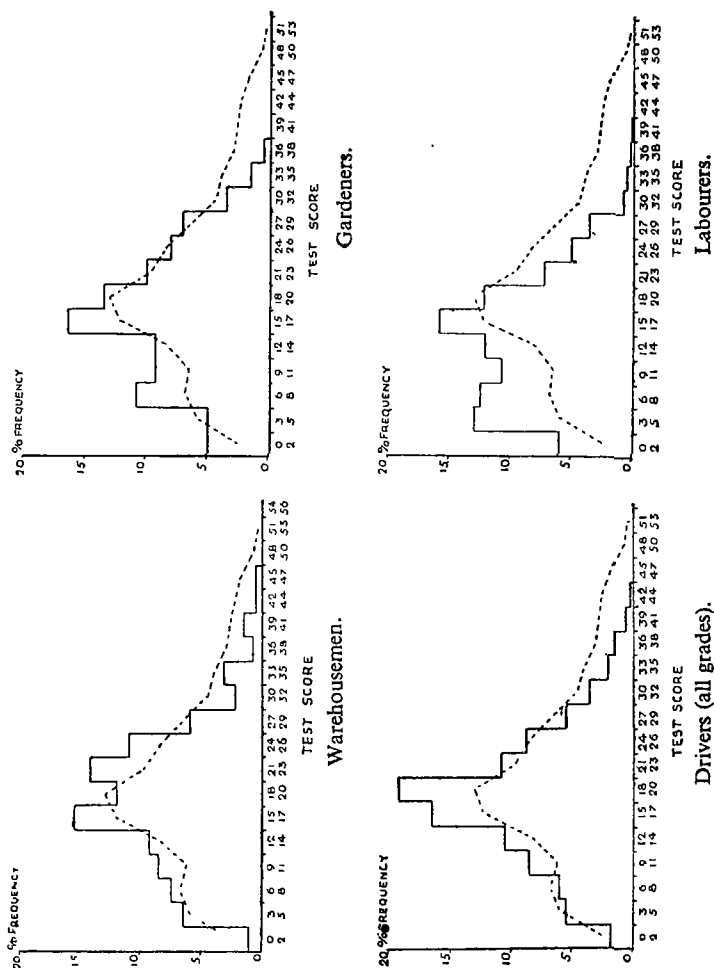 20 % FREQUENCY
15
10
5
0
0 3 6 9 12 15 18 21 24 27 30 33 36 39 42 45 48 51 54
2 5 8 11 14 17 20 23 26 29 32 35 38 41 44 47 50 53 56
TEST SCORE
Warehousemen.
20 % FREQUENCY
15
10
5
0
0 3 6 9 12 15 18 21 24 27 30 33 36 39 42 45 48 51
2 5 8 11 14 17 20 23 26 29 32 35 38 41 44 47 50 53
TEST SCORE
Gardeners.
20 % FREQUENCY
15
10
5
0
0 3 6 9 12 15 18 21 24 27 30 33 36 39 42 45 48 51
2 5 8 11 14 17 20 23 26 29 32 35 38 41 44 47 50 53
TEST SCORE
Drivers (all grades).
20 % FREQUENCY
15
10
5
0
0 3 6 9 12 15 18 21 24 27 30 33 36 39 42 45 48 51
2 5 8 11 14 17 20 23 26 29 32 35 38 41 44 47 50 53
TEST SCORE
Labourers.